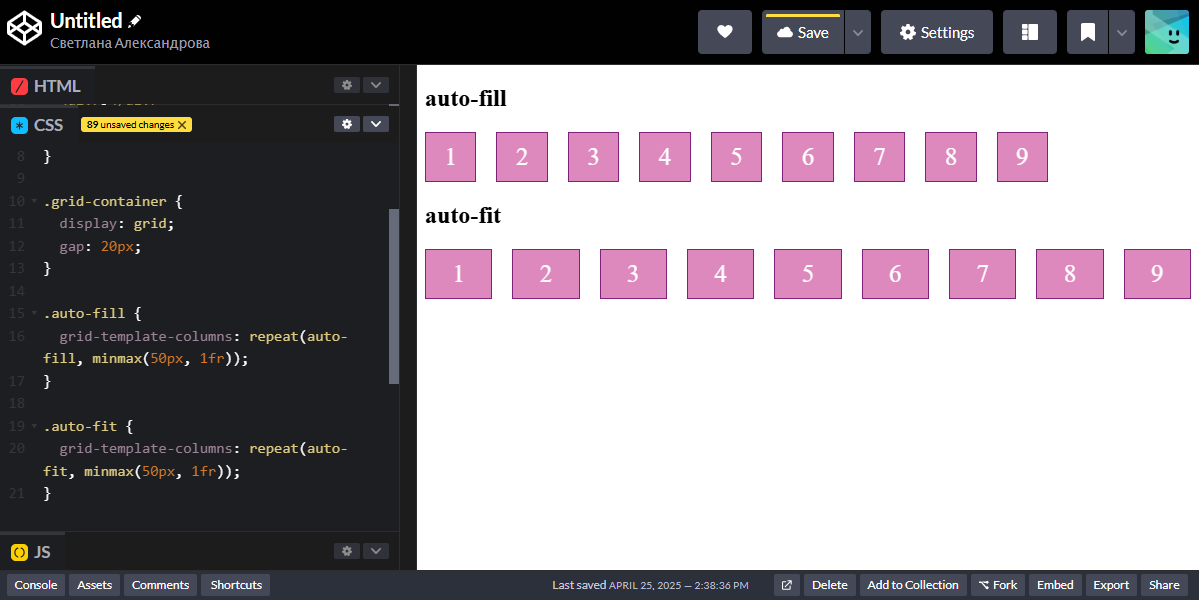 Untitled
Светлана Александрова
Save
Settings
HTML
CSS
89 unsaved changes X
8 }
9
10 .grid-container {
11 display: grid;
12 gap: 20px;
13 }
14
15 .auto-fill {
16 grid-template-columns: repeat(auto-
fill, minmax(50px, 1fr));
17 }
18
19 .auto-fit {
20 grid-template-columns: repeat(auto-
fit, minmax(50px, 1fr));
21 }
JS
auto-fill
1 2 3 4 5 6 7 8 9
auto-fit
1 2 3 4 5 6 7 8 9
Console Assets Comments Shortcuts
Last saved APRIL 25, 2025 — 2:38:36 PM
Delete Add to Collection Fork Embed Export Share